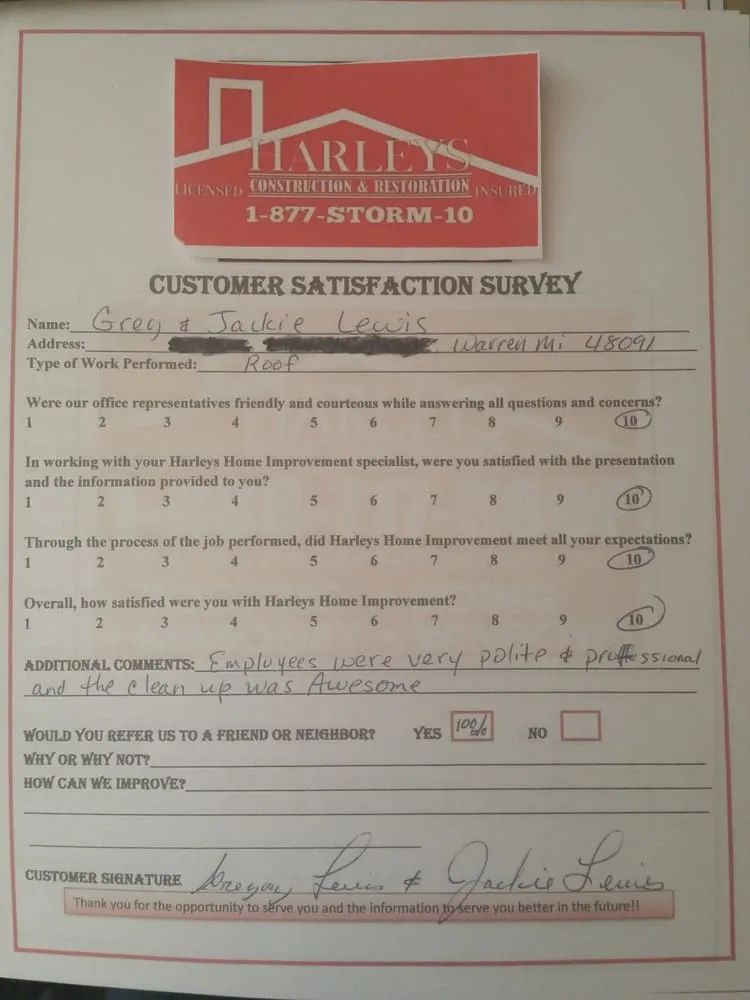 HARLEYS
LICENSED CONSTRUCTION & RESTORATION INSURED
1-877-STORM-10
CUSTOMER SATISFACTION SURVEY
Name: Greg & Jackie Lewis
Address: Warren Mi 48091
Type of Work Performed: Roof
Were our office representatives friendly and courteous while answering all questions and concerns?
1 2 3 4 5 6 7 8 9 10
In working with your Harleys Home Improvement specialist, were you satisfied with the presentation
and the information provided to you?
1 2 3 4 5 6 7 8 9 10
Through the process of the job performed, did Harleys Home Improvement meet all your expectations?
1 2 3 4 5 6 7 8 9 10
Overall, how satisfied were you with Harleys Home Improvement?
1 2 3 4 5 6 7 8 9 10
ADDITIONAL COMMENTS: Employees were very polite & proffessional
and the clean up was Awesome
WOULD YOU REFER US TO A FRIEND OR NEIGHBOR? YES 100% NO
WHY OR WHY NOT?
HOW CAN WE IMPROVE?
CUSTOMER SIGNATURE Gregory Lewis & Jackie Lewis
Thank you for the opportunity to serve you and the information to serve you better in the future!!